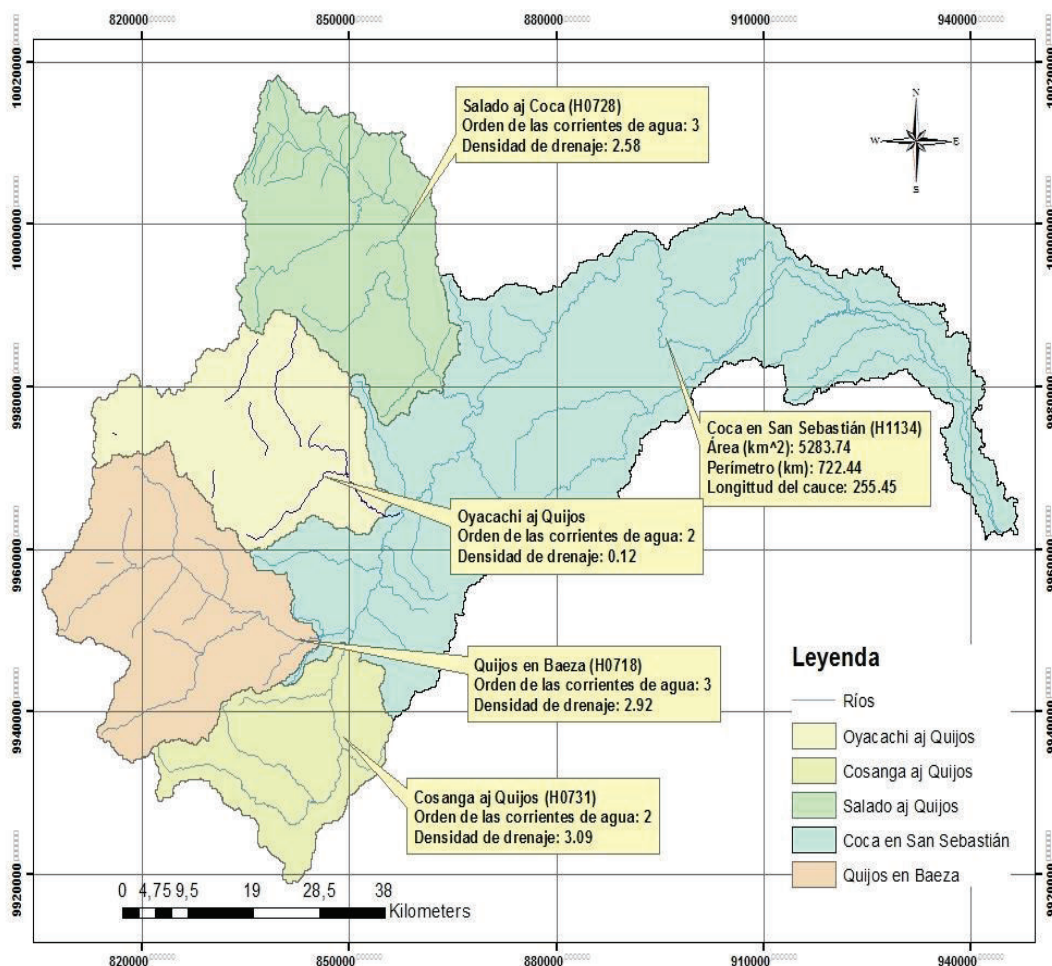 820000 850000 880000 910000 940000
10020000
10020000
N
W E
S
Salado aj Coca (H0728)
Orden de las corrientes de agua: 3
Densidad de drenaje: 2.58
10000000
10000000
9980000
9980000
Coca en San Sebastián (H1134)
Área (km^2): 5283.74
Perímetro (km): 722.44
Longittud del cauce: 255.45
Oyacachi aj Quijos
Orden de las corrientes de agua: 2
Densidad de drenaje: 0.12
9960000
9960000
Quijos en Baeza (H0718)
Orden de las corrientes de agua: 3
Densidad de drenaje: 2.92
9940000
9940000
Cosanga aj Quijos (H0731)
Orden de las corrientes de agua: 2
Densidad de drenaje: 3.09
Leyenda
Ríos
Oyacachi aj Quijos
Cosanga aj Quijos
Salado aj Quijos
Coca en San Sebastián
Quijos en Baeza
9920000
9920000
0 4,75 9,5 19 28,5 38
Kilometers
820000 850000 880000 910000 940000